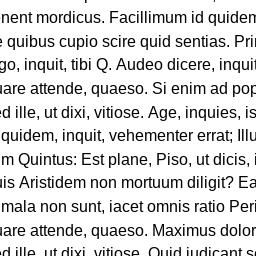 enent mordicus. Facillimum id quidem
e quibus cupio scire quid sentias. Pri
go, inquit, tibi Q. Audeo dicere, inquit
uare attende, quaeso. Si enim ad pop
ed ille, ut dixi, vitiose. Age, inquies, is
quidem, inquit, vehementer errat; Illu
m Quintus: Est plane, Piso, ut dicis, i
uis Aristidem non mortuum diligit? Ea
mala non sunt, iacet omnis ratio Peri
uare attende, quaeso. Maximus dolor
ed ille, ut dixi, vitiose. Quid iudicant se